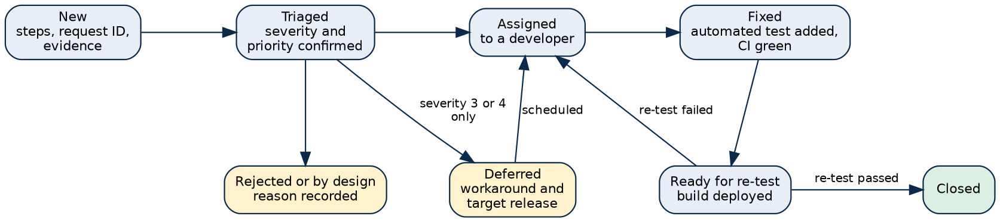 New
steps, request ID,
evidence
Triaged
severity and
priority confirmed
Assigned
to a developer
Fixed
automated test added,
CI green
severity 3 or 4
only
scheduled
re-test failed
Rejected or by design
reason recorded
Deferred
workaround and
target release
Ready for re-test
build deployed
re-test passed
Closed